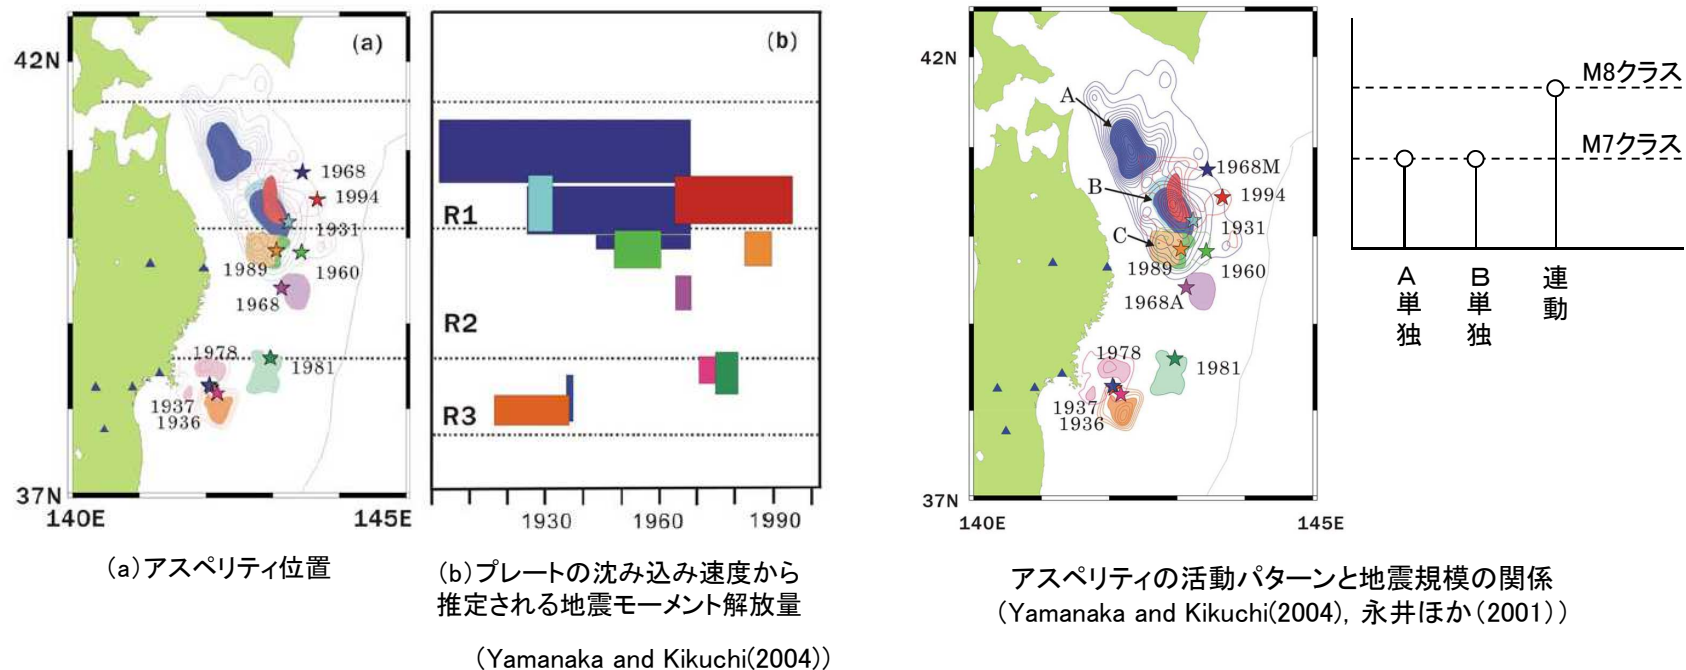 (a)
42N
1968
1994
1931
1989
1960
1968
1978
1981
1937
1936
37N
140E
145E
(a)アスペリティ位置
(b)
R1
R2
R3
1930
1960
1990
(b)プレートの沈み込み速度から
推定される地震モーメント解放量
(Yamanaka and Kikuchi(2004))
42N
A
1968M
B
1994
1931
C
1989
1960
1968A
1978
1981
1937
1936
37N
140E
145E
M8クラス
M7クラス
A単独
B単独
連動
アスペリティの活動パターンと地震規模の関係
(Yamanaka and Kikuchi(2004), 永井ほか(2001))